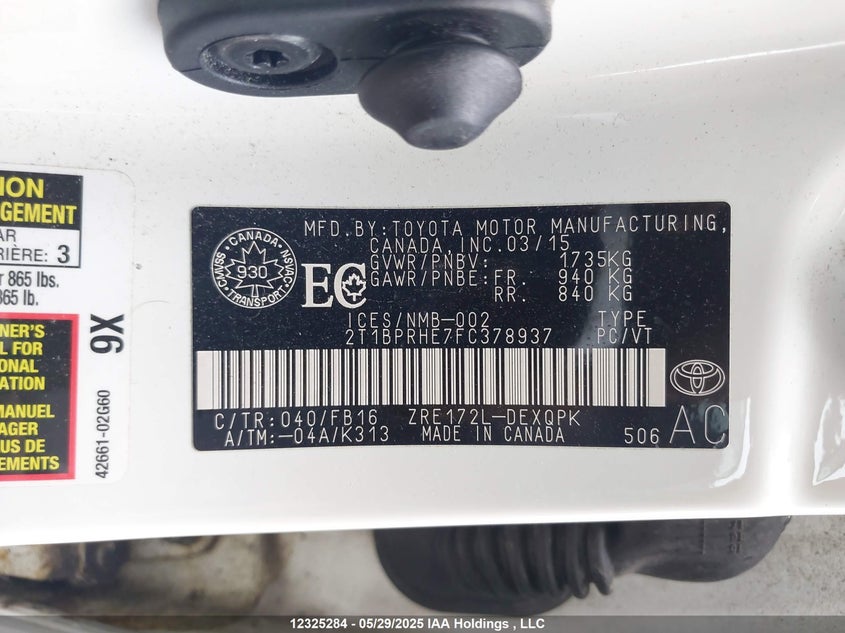 ION
GEMENT
AR
RIÈRE: 3
r 865 lbs.
865 lb.
NER'S
L FOR
ONAL
ATION
MANUEL
AGER
US DE
EMENTS
9X
42661-02G60
MFD.BY:TOYOTA MOTOR MANUFACTURING,
CANADA, INC.03/15
GVWR/PNBV: 1735KG
GAWR/PNBE: FR. 940 KG
RR. 840 KG
CANADA
CMVSS NSVAC
930
TRANSPORT
EC
ICES/NMB-002 TYPE
2T1BPRHE7FC378937 PC/VT
C/TR: 040/FB16 ZRE172L-DEXQPK
A/TM:-04A/K313 MADE IN CANADA 506 AC
12325284 - 05/29/2025 IAA Holdings, , LLC